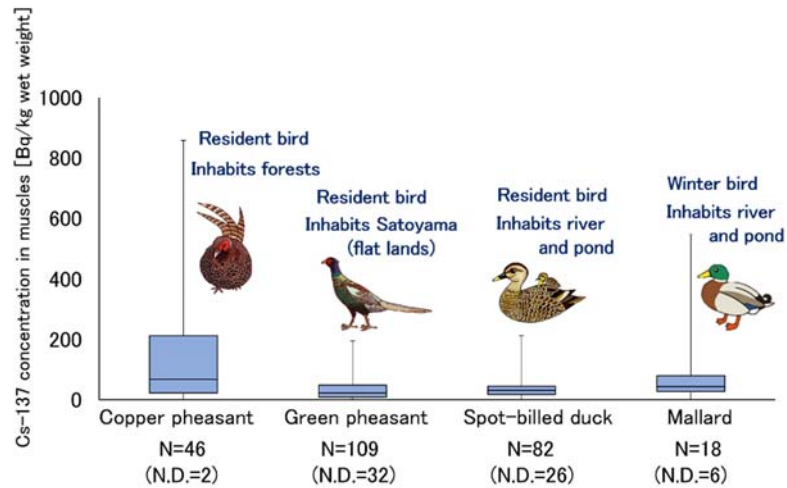 Cs-137 concentration in muscles [Bq/kg wet weight]
1000
800
600
400
200
0
Resident bird
Inhabits forests
Resident bird
Inhabits Satoyama
(flat lands)
Resident bird
Inhabits river
and pond
Winter bird
Inhabits river
and pond
Copper pheasant
Green pheasant
Spot-billed duck
Mallard
N=46
N=109
N=82
N=18
(N.D.=2)
(N.D.=32)
(N.D.=26)
(N.D.=6)